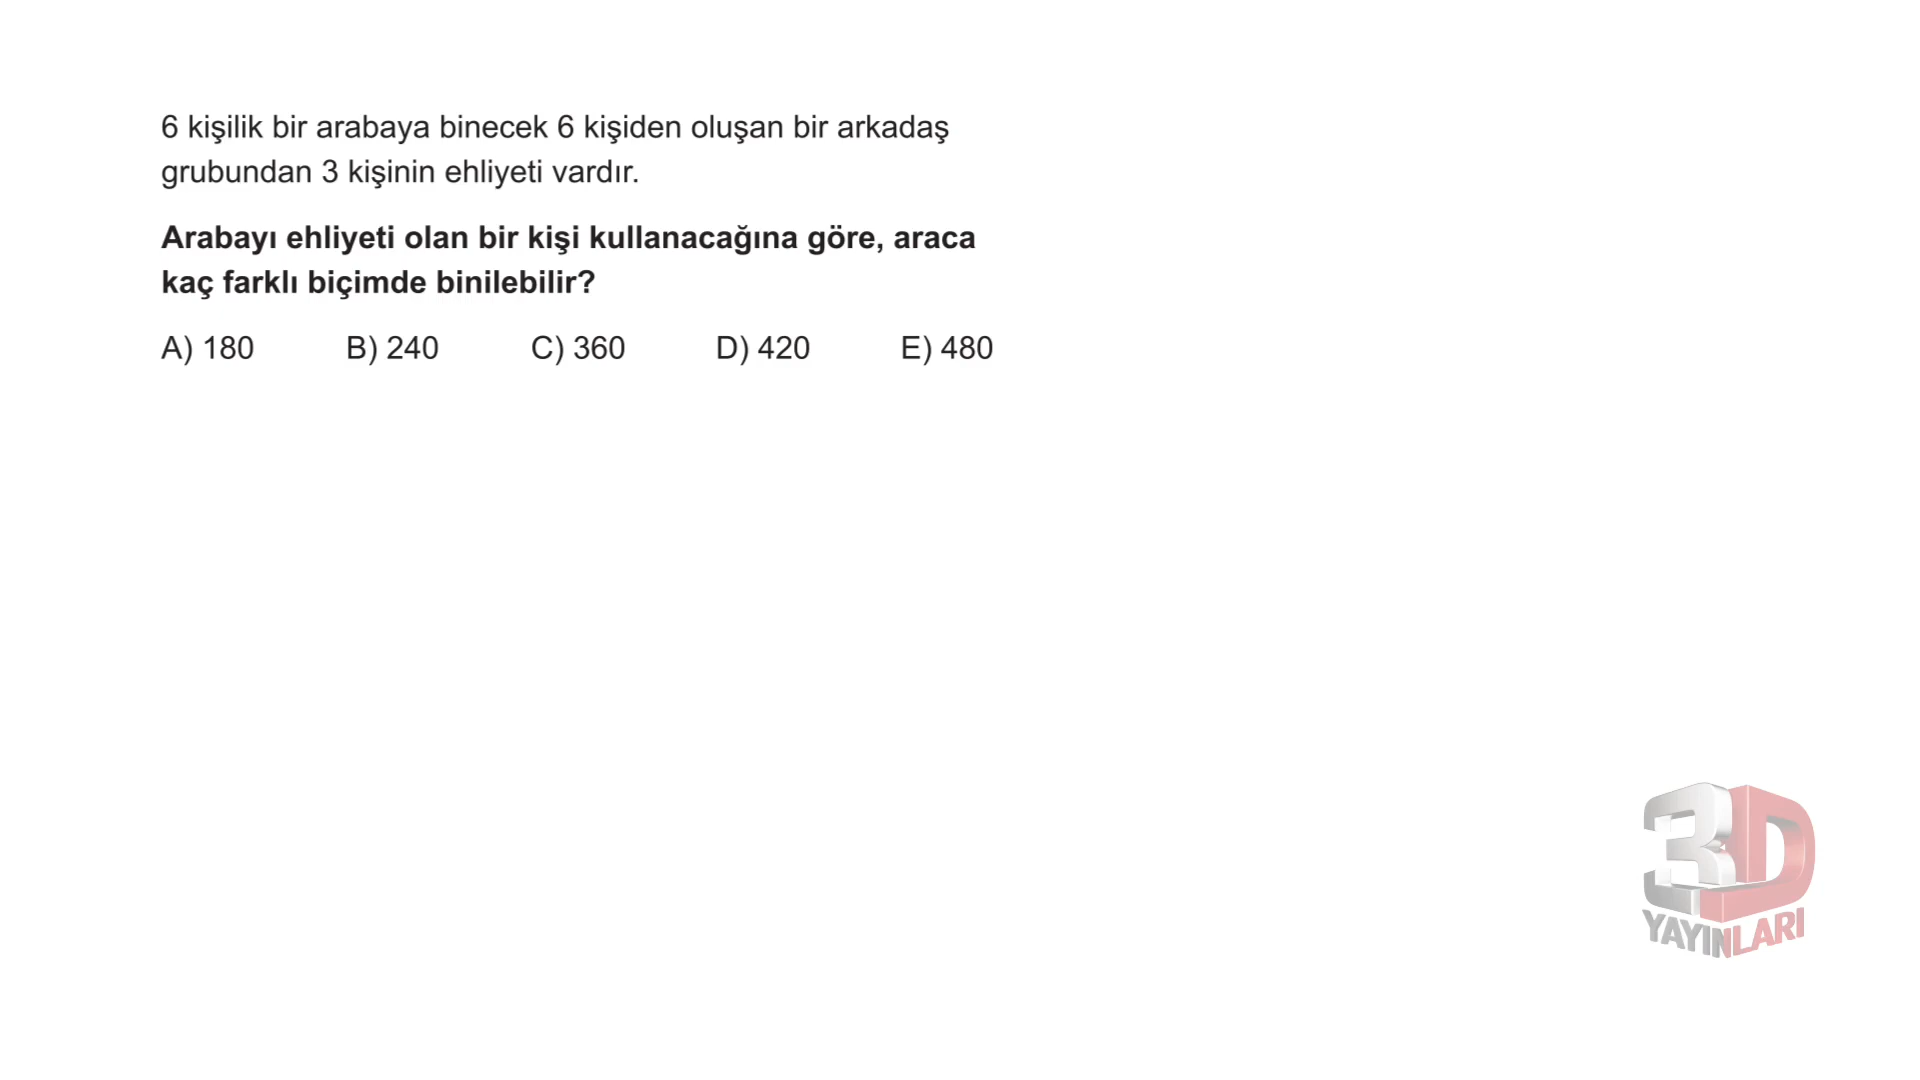 6 kişilik bir arabaya binecek 6 kişiden oluşan bir arkadaş
grubundan 3 kişinin ehliyeti vardır.
Arabayı ehliyeti olan bir kişi kullanacağına göre, araca
kaç farklı biçimde binilebilir?
A) 180 B) 240 C) 360 D) 420 E) 480
3D
YAYINLARI